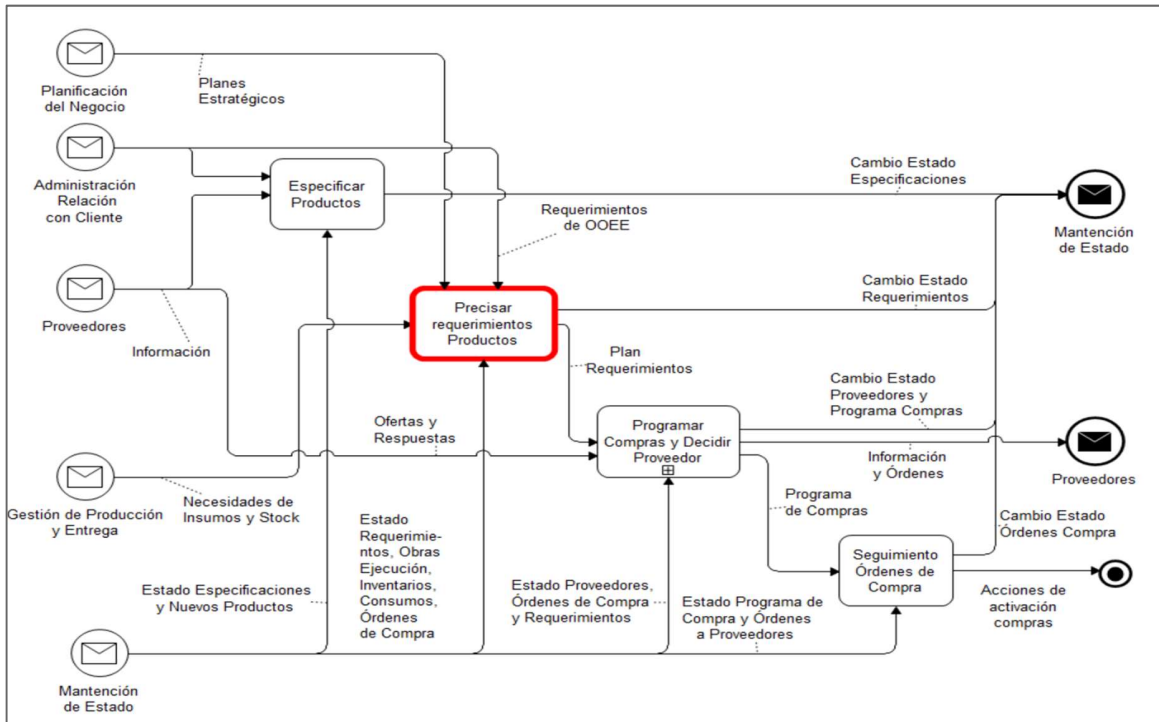 Planificación
del Negocio
Planes
Estratégicos
Administración
Relación
con Cliente
Especificar
Productos
Cambio Estado
Especificaciones
Mantención
de Estado
Requerimientos
de OOEE
Proveedores
Información
Precisar
requerimientos
Productos
Cambio Estado
Requerimientos
Plan
Requerimientos
Cambio Estado
Proveedores y
Programa Compras
Ofertas y
Respuestas
Programar
Compras y Decidir
Proveedor
Información
y Órdenes
Proveedores
Gestión de Producción
y Entrega
Necesidades de
Insumos y Stock
Programa
de Compras
Cambio Estado
Órdenes Compra
Estado
Requerimie-
ntos, Obras
Ejecución,
Inventarios,
Consumos,
Órdenes
de Compra
Seguimiento
Órdenes de
Compra
Acciones de
activación
compras
Estado Especificaciones
y Nuevos Productos
Estado Proveedores,
Órdenes de Compra
y Requerimientos
Estado Programa de
Compra y Órdenes
a Proveedores
Mantención
de Estado